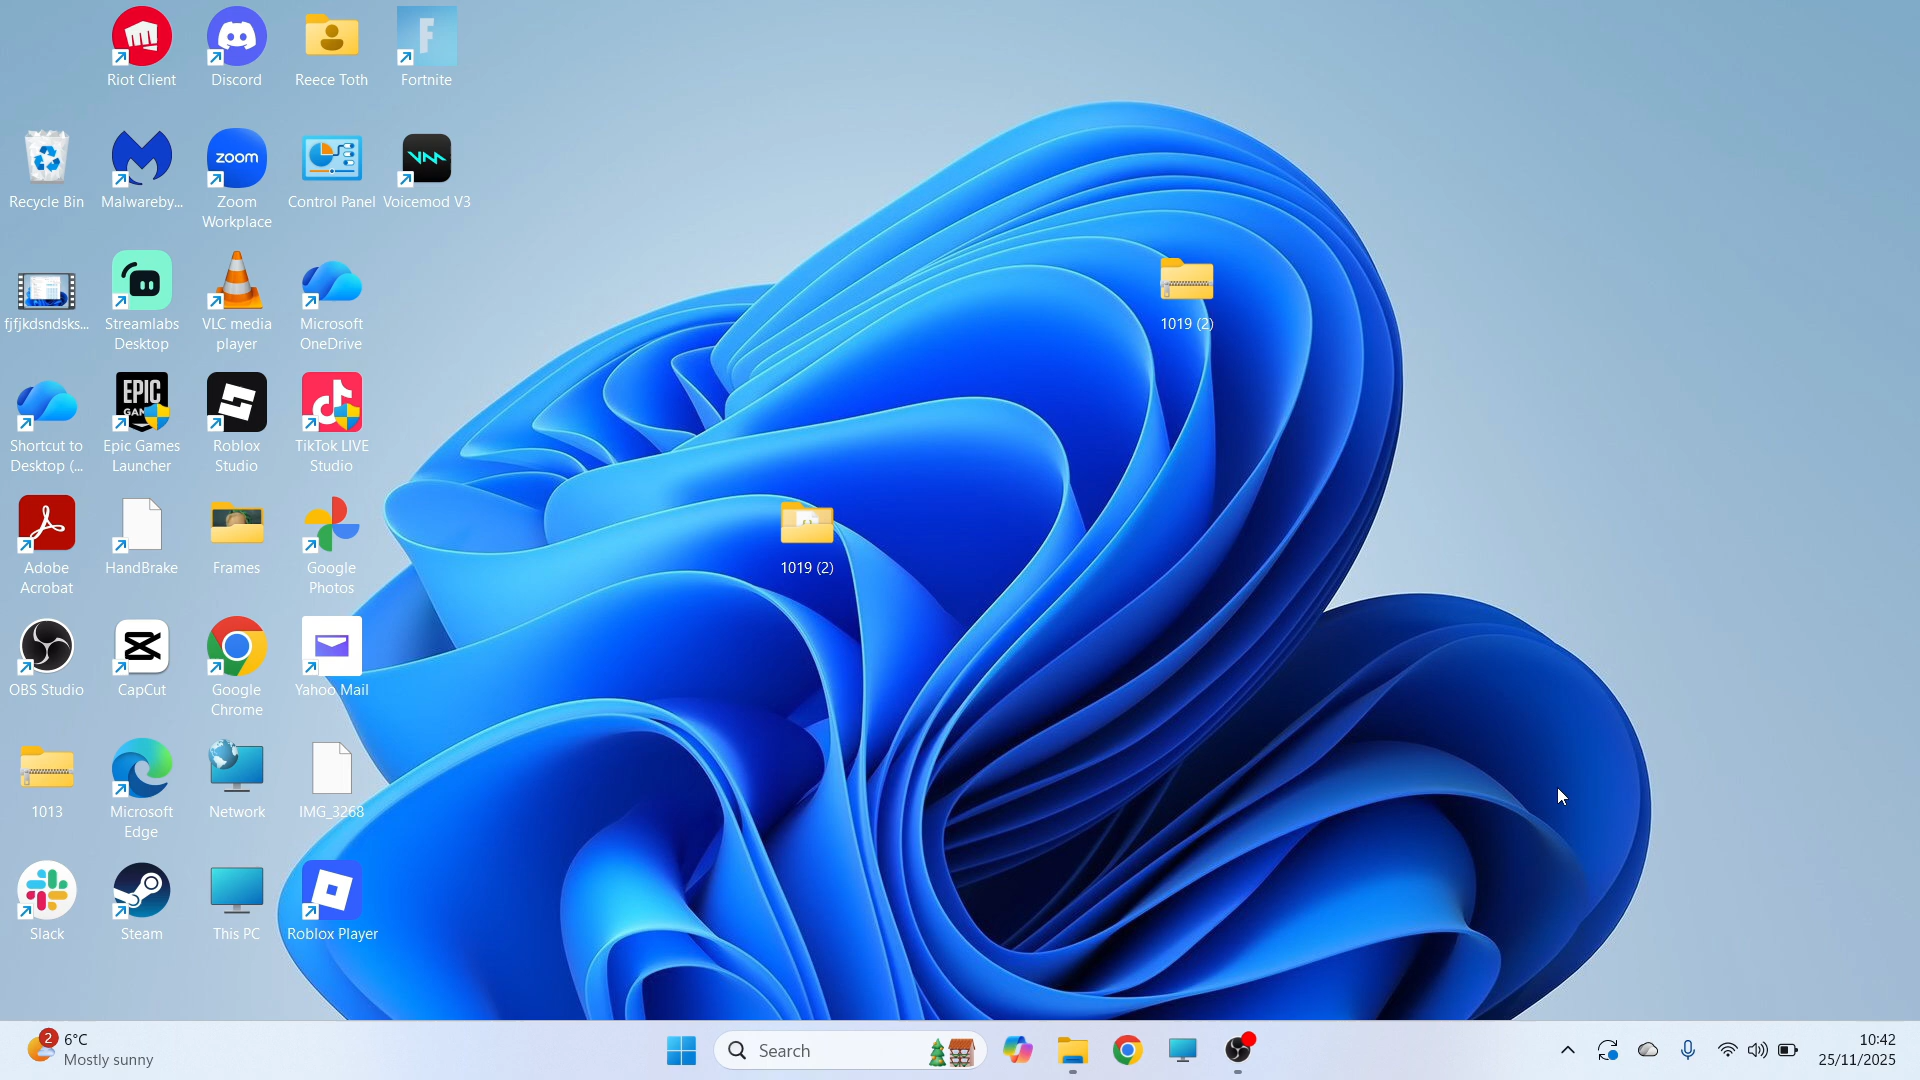 Riot Client
Discord
Reece Toth
Fortnite
Recycle Bin
Malwareby...
Zoom
Workplace
Control Panel
Voicemod V3
fjfjkdsndsks...
Streamlabs
Desktop
VLC media
player
Microsoft
OneDrive
1019 (2)
Shortcut to
Desktop (...
Epic Games
Launcher
Roblox
Studio
TikTok LIVE
Studio
Adobe
Acrobat
HandBrake
Frames
Google
Photos
1019 (2)
OBS Studio
CapCut
Google
Chrome
Yahoo Mail
1013
Microsoft
Edge
Network
IMG_3268
Slack
Steam
This PC
Roblox Player
zoom
EPIC
GAM
F
2
6°C
Mostly sunny
Search
10:42
25/11/2025